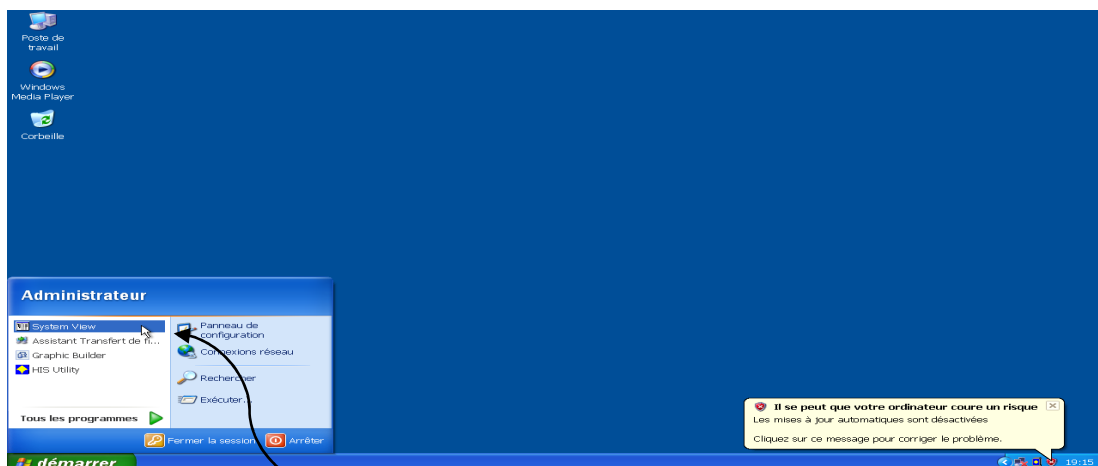 Poste de
travail
Windows
Media Player
Corbeille
Administrateur
System View
Assistant Transfert de fi...
Graphic Builder
HIS Utility
Tous les programmes
Panneau de
configuration
Connexions réseau
Rechercher
Exécuter...
Fermer la session
Arrêter
Il se peut que votre ordinateur coure un risque
Les mises à jour automatiques sont désactivées
Cliquez sur ce message pour corriger le problème.
démarrer
19:15